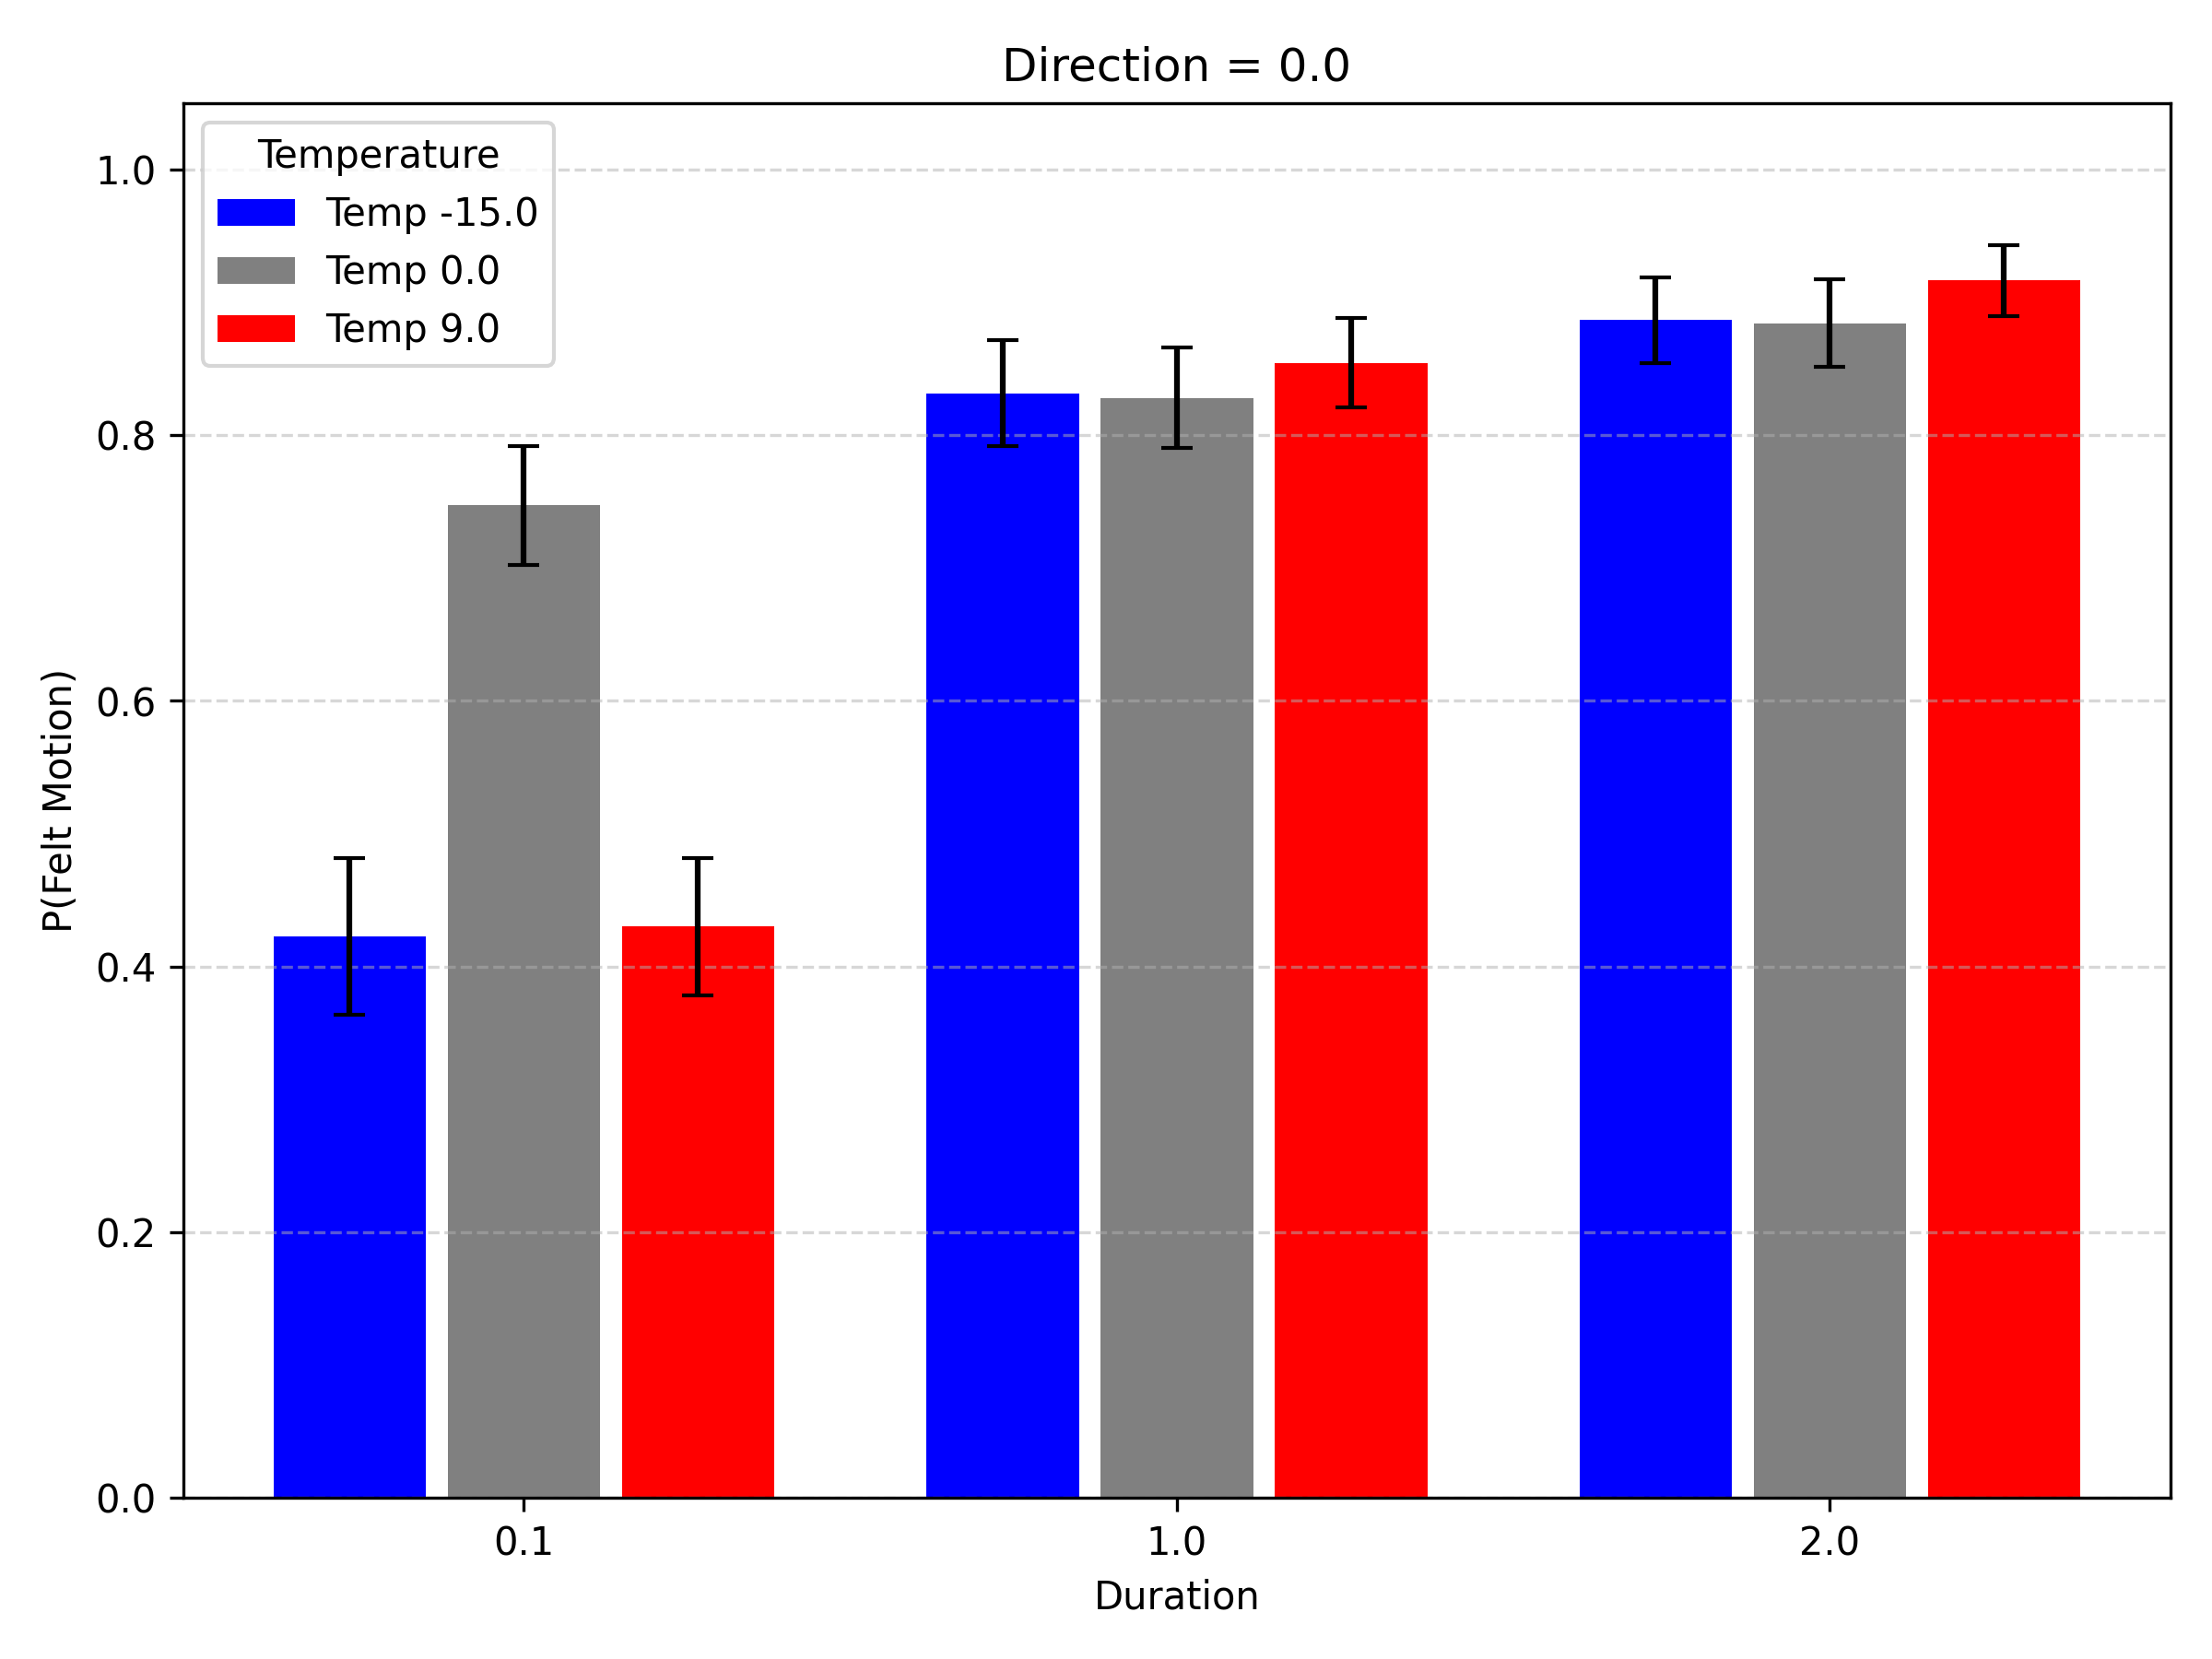 Direction = 0.0
Temperature
Temp -15.0
Temp 0.0
Temp 9.0
1.0
0.8
0.6
0.4
0.2
0.0
P(Felt Motion)
0.1
1.0
2.0
Duration